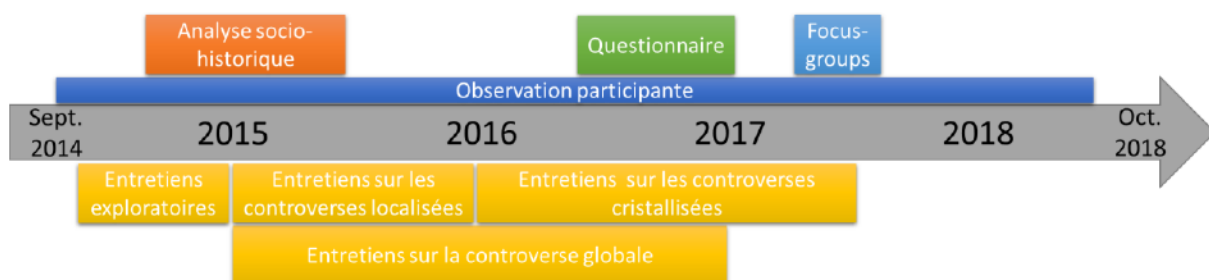 Analyse socio-
historique
Questionnaire
Focus-
groups
Observation participante
Sept.
2014
2015
2016
2017
2018
Oct.
2018
Entretiens
exploratoires
Entretiens sur les
controverses localisées
Entretiens sur les controverses
cristallisées
Entretiens sur la controverse globale